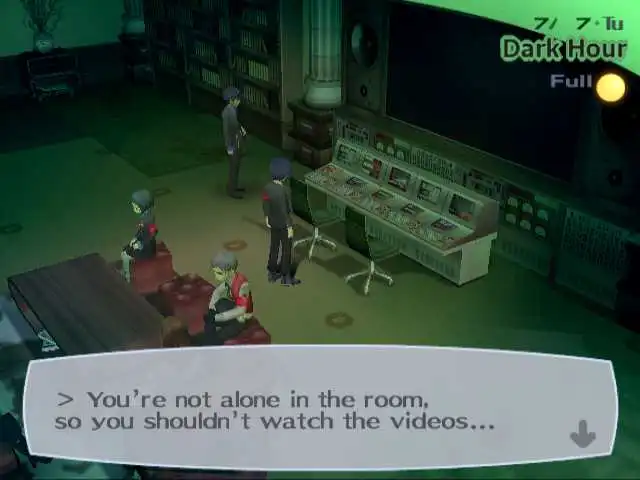 7/ 7・Tu
Dark Hour
Full
> You're not alone in the room,
so you shouldn't watch the videos...